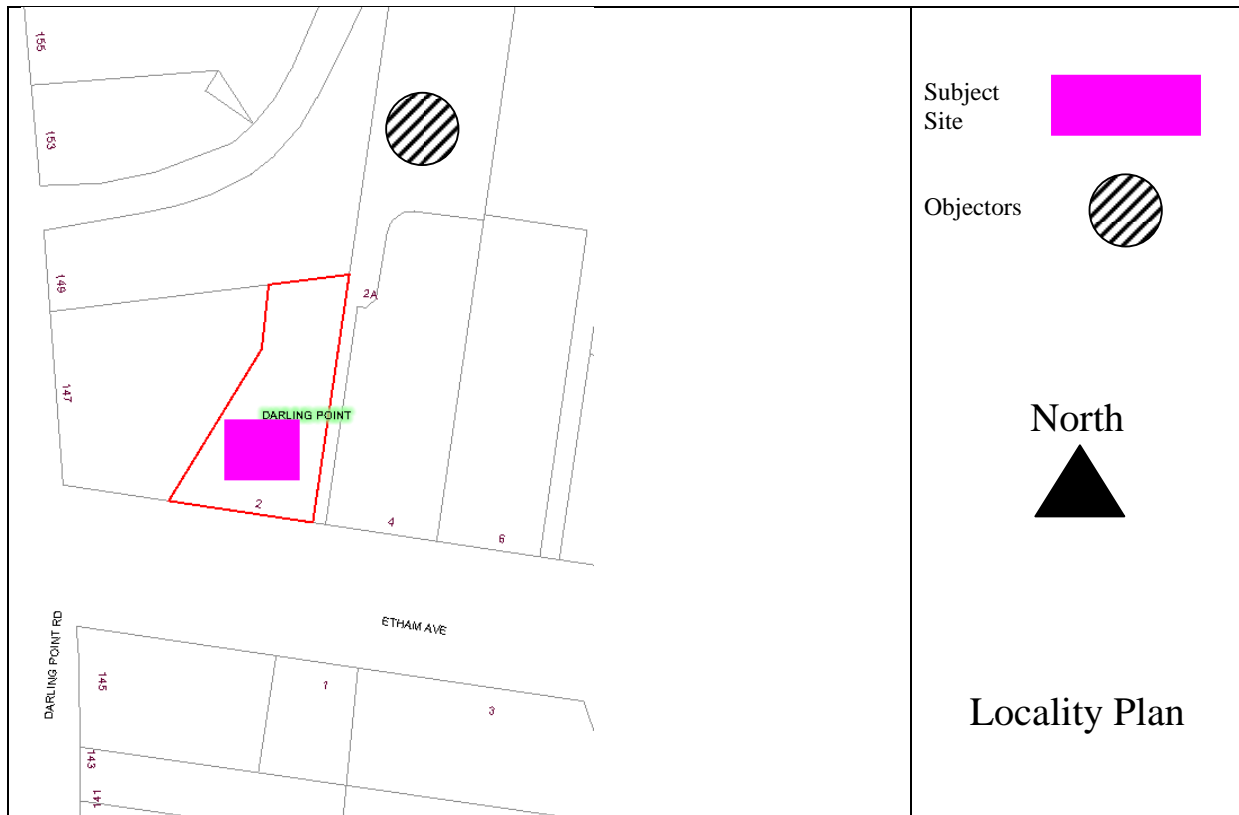 155
153
149
147
2A
DARLING POINT
2
4
6
ETHAM AVE
DARLING POINT RD
145
1
3
143
141
Subject
Site
Objectors
North
Locality Plan